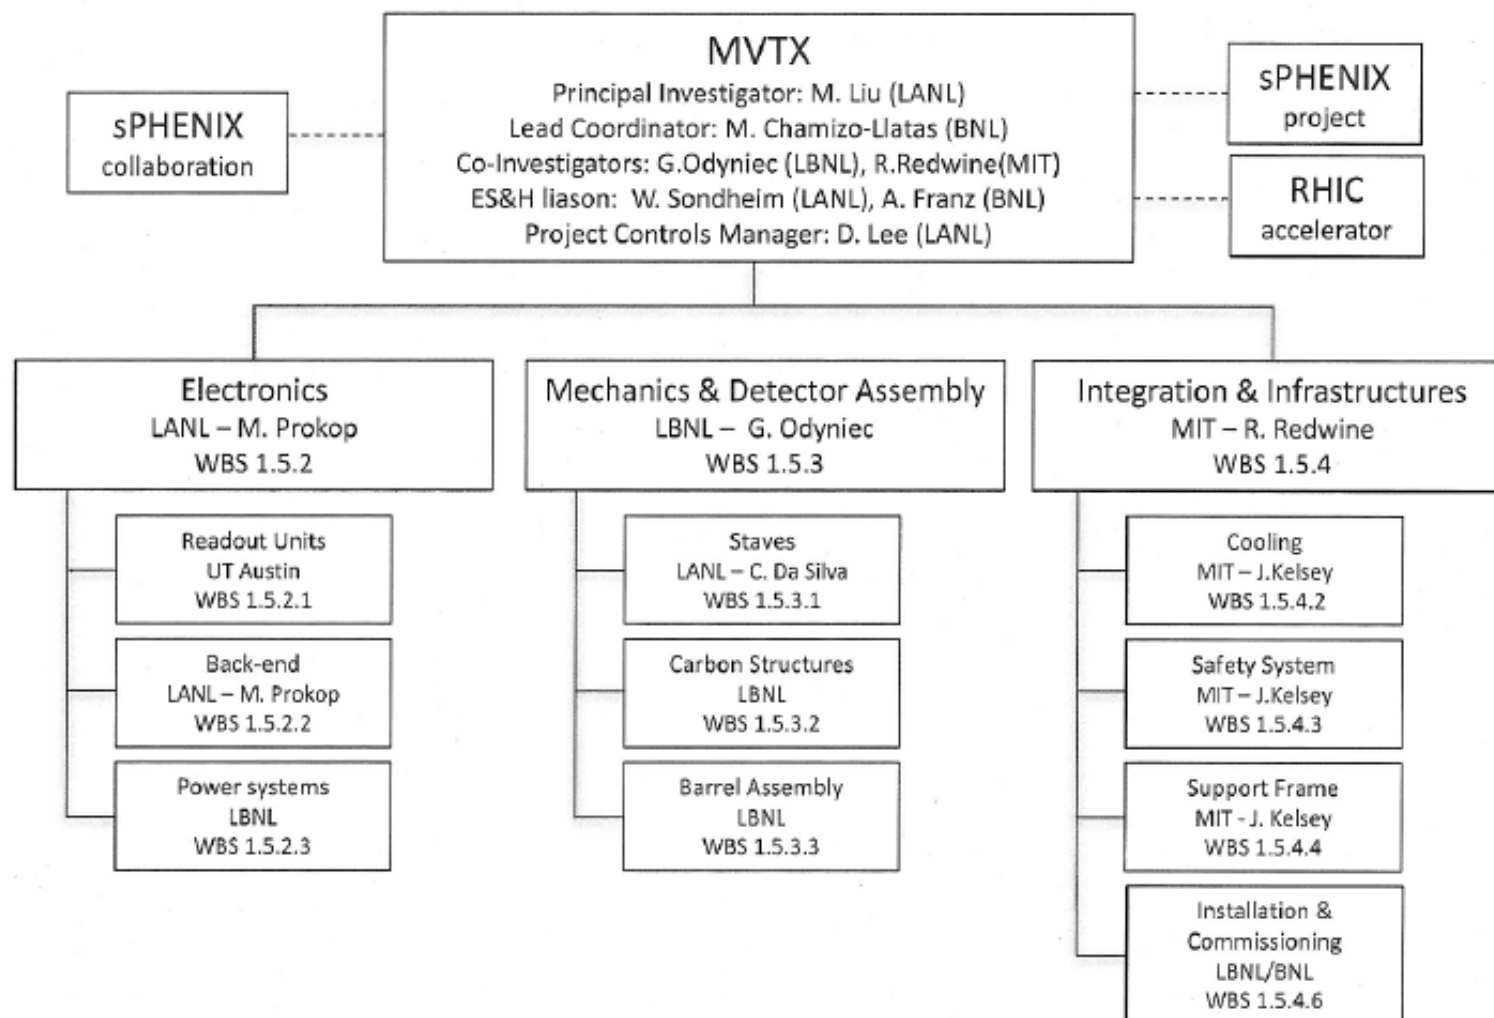 MVTX
Principal Investigator: M. Liu (LANL)
Lead Coordinator: M. Chamizo-Llatas (BNL)
Co-Investigators: G.Odyniec (LBNL), R.Redwine(MIT)
ES&H liason: W. Sondheim (LANL), A. Franz (BNL)
Project Controls Manager: D. Lee (LANL)
sPHENIX
collaboration
sPHENIX
project
RHIC
accelerator
Electronics
LANL – M. Prokop
WBS 1.5.2
Readout Units
UT Austin
WBS 1.5.2.1
Back-end
LANL – M. Prokop
WBS 1.5.2.2
Power systems
LBNL
WBS 1.5.2.3
Mechanics & Detector Assembly
LBNL – G. Odyniec
WBS 1.5.3
Staves
LANL – C. Da Silva
WBS 1.5.3.1
Carbon Structures
LBNL
WBS 1.5.3.2
Barrel Assembly
LBNL
WBS 1.5.3.3
Integration & Infrastructures
MIT – R. Redwine
WBS 1.5.4
Cooling
MIT – J.Kelsey
WBS 1.5.4.2
Safety System
MIT – J.Kelsey
WBS 1.5.4.3
Support Frame
MIT - J. Kelsey
WBS 1.5.4.4
Installation &
Commissioning
LBNL/BNL
WBS 1.5.4.6